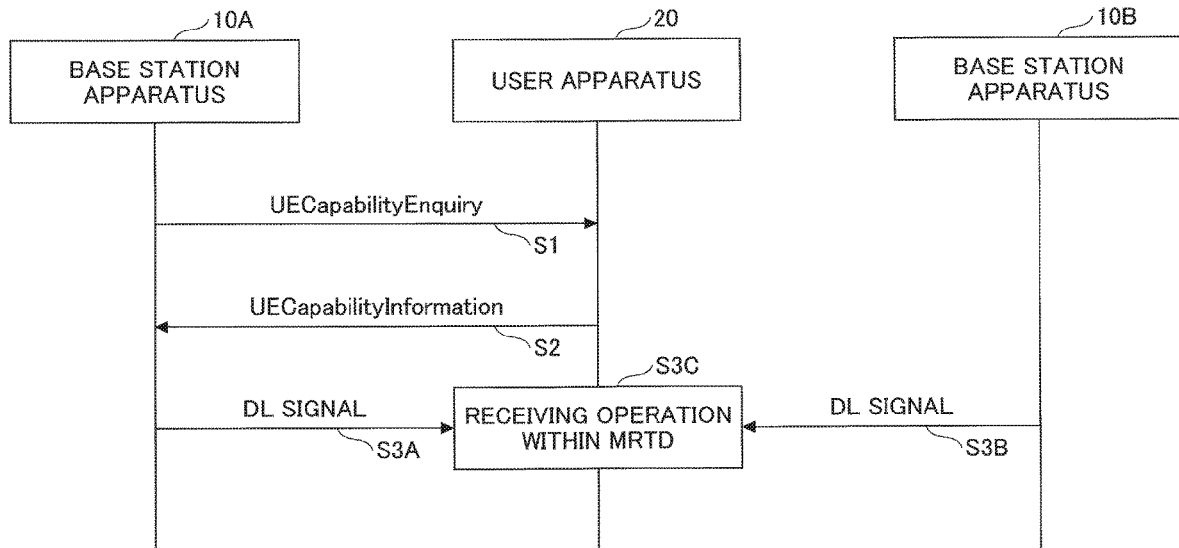 10A
20
10B
BASE STATION
APPARATUS
USER APPARATUS
BASE STATION
APPARATUS
UECapabilityEnquiry
S1
UECapabilityInformation
S2
S3C
DL SIGNAL
S3A
RECEIVING OPERATION
WITHIN MRTD
DL SIGNAL
S3B